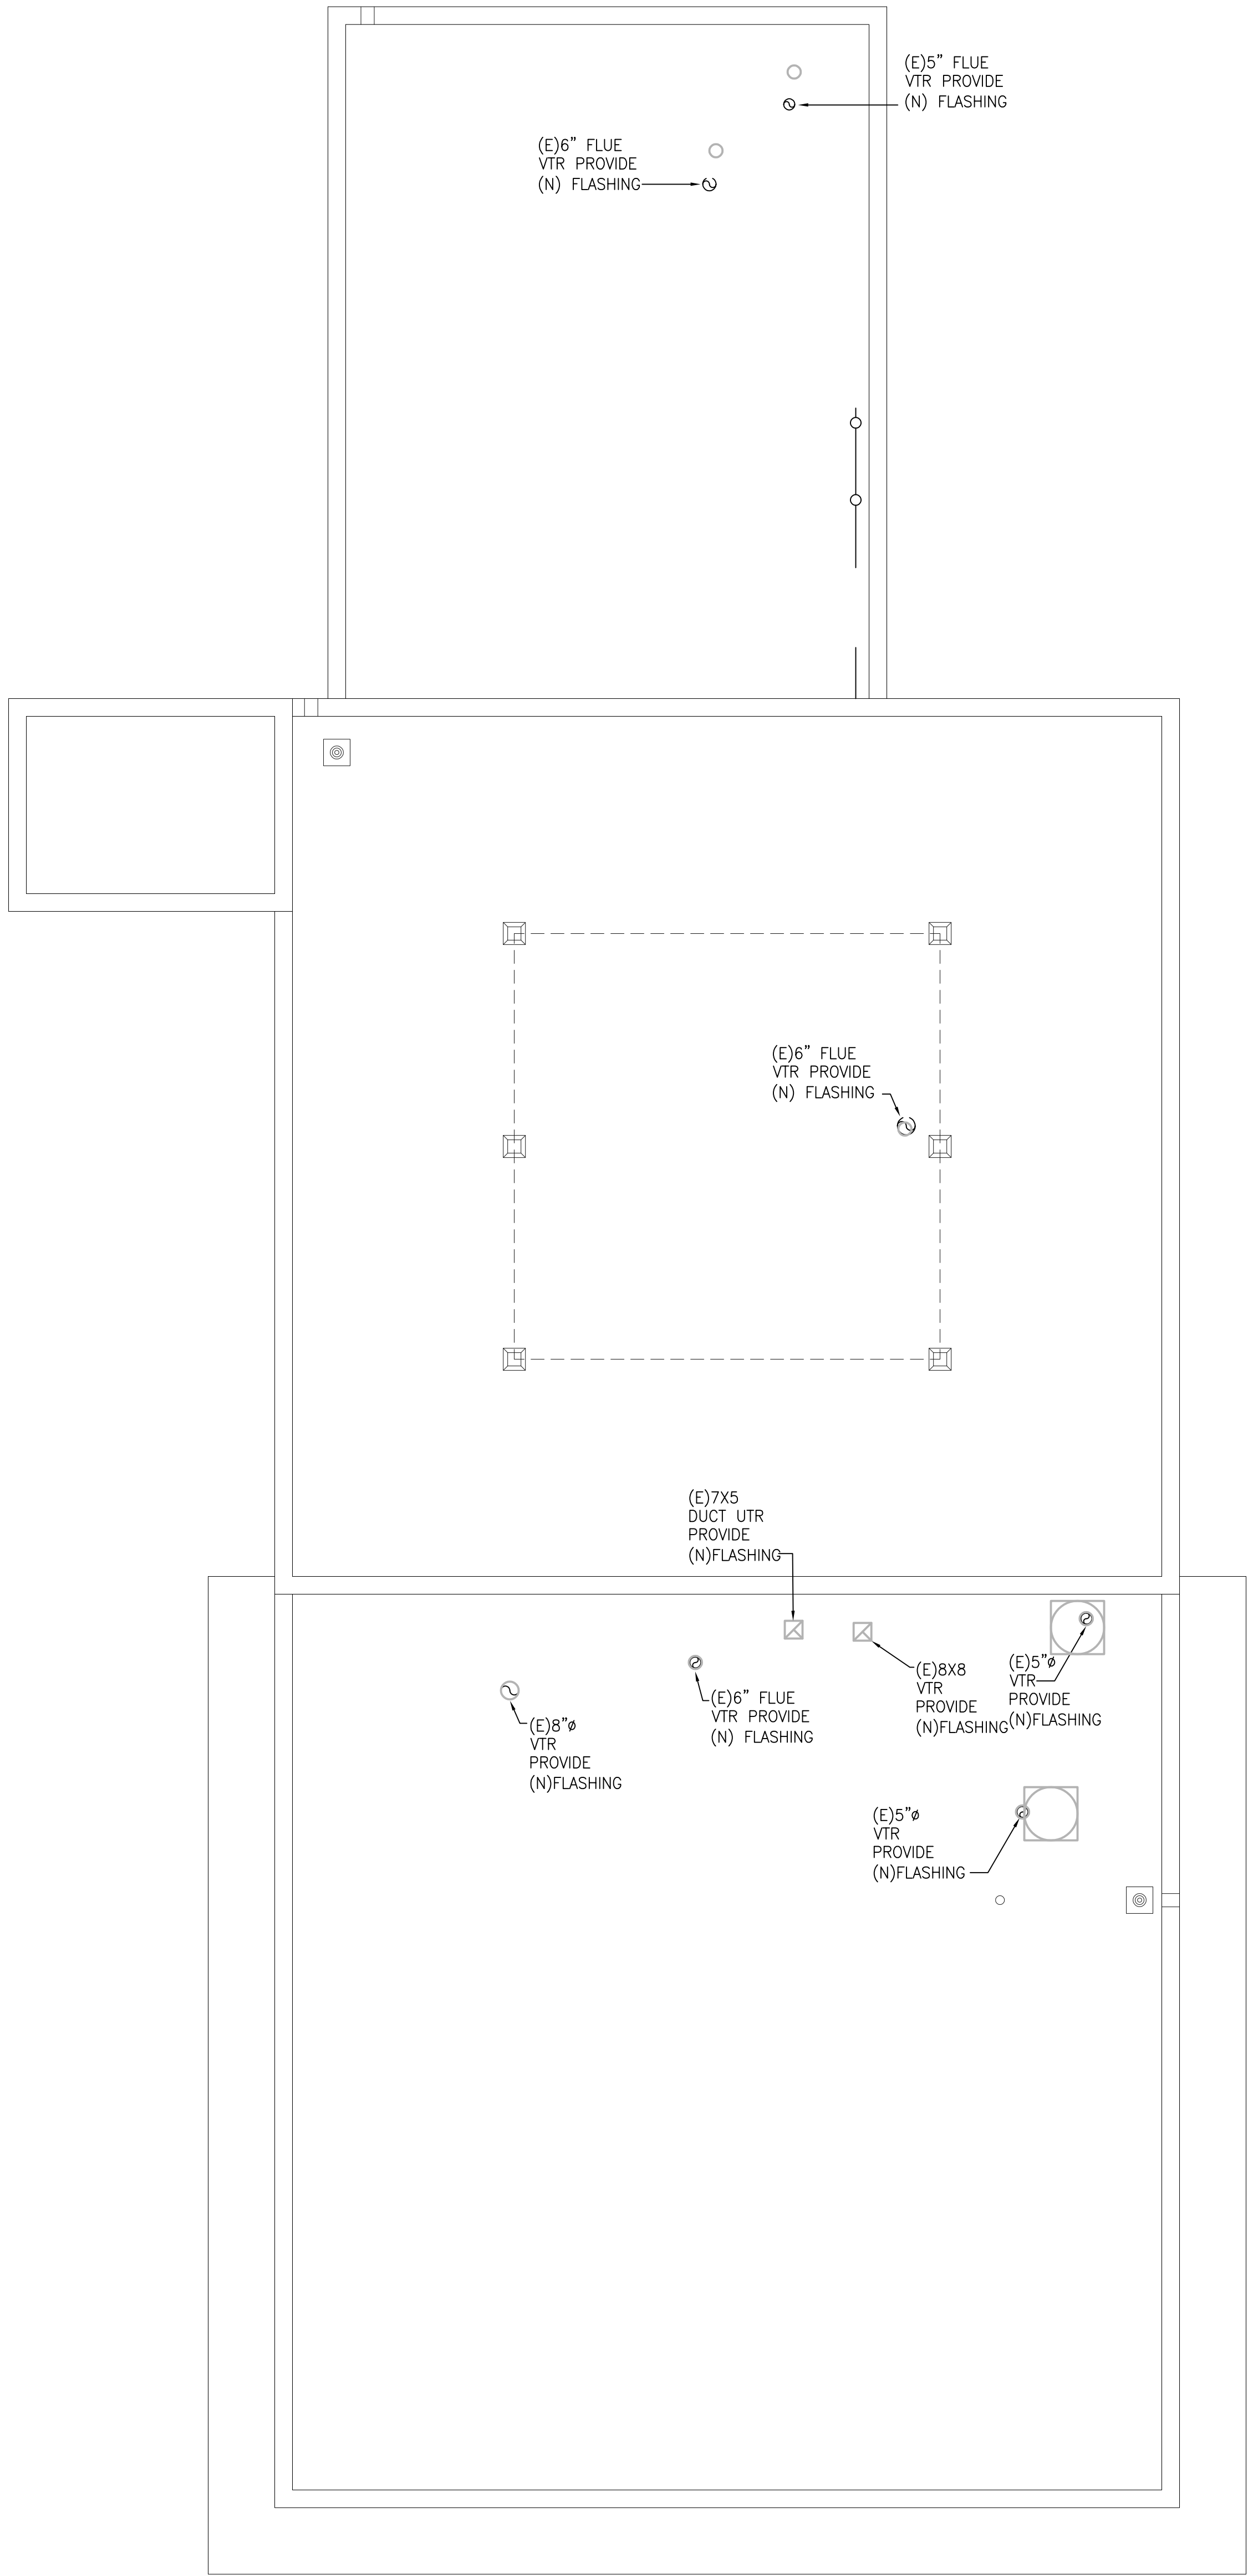 (E)5" FLUE
VTR PROVIDE
(N) FLASHING
(E)6" FLUE
VTR PROVIDE
(N) FLASHING
(E)6" FLUE
VTR PROVIDE
(N) FLASHING
(E)7X5
DUCT UTR
PROVIDE
(N)FLASHING
(E)8"ø
VTR
PROVIDE
(N)FLASHING
(E)6" FLUE
VTR PROVIDE
(N) FLASHING
(E)8X8
VTR
PROVIDE
(N)FLASHING
(E)5"ø
VTR
PROVIDE
(N)FLASHING
(E)5"ø
VTR
PROVIDE
(N)FLASHING